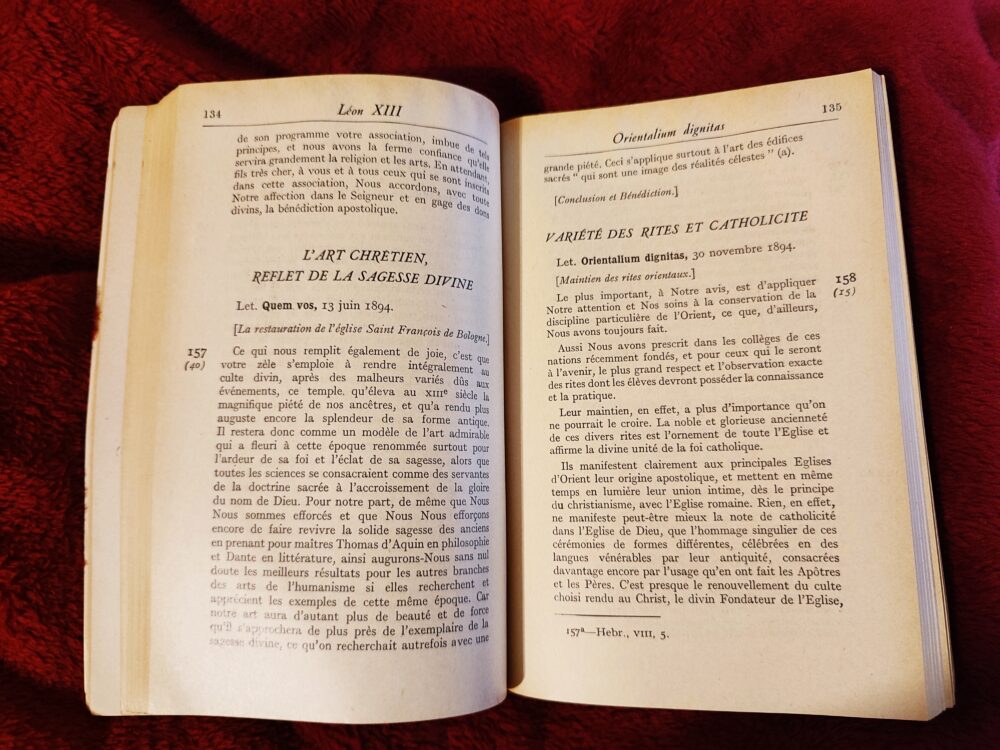 134
Léon XIII
de son programme votre association, imbue de tels
principes, et nous avons la ferme confiance qu'elle
servira grandement la religion et les arts. En attendant,
fils très cher, à vous et à tous ceux qui se sont inscrits
dans cette association, Nous accordons, avec toute
Notre affection dans le Seigneur et en gage des dons
divins, la bénédiction apostolique.
L'ART CHRÉTIEN,
REFLET DE LA SAGESSE DIVINE
Let. Quem vos, 13 juin 1894.
[La restauration de l'église Saint François de Bologne.]
157
(40)
Ce qui nous remplit également de joie, c'est que
votre zèle s'emploie à rendre intégralement au
culte divin, après des malheurs variés dûs aux
événements, ce temple. qu'éleva au XIIIe siècle la
magnifique piété de nos ancêtres, et qu'a rendu plus
auguste encore la splendeur de sa forme antique.
Il restera donc comme un modèle de l'art admirable
qui a fleuri à cette époque renommée surtout pour
l'ardeur de sa foi et l'éclat de sa sagesse, alors que
toutes les sciences se consacraient comme des servantes
de la doctrine sacrée à l'accroissement de la gloire
du nom de Dieu. Pour notre part, de même que Nous
Nous sommes efforcés et que Nous Nous efforçons
encore de faire revivre la solide sagesse des anciens
en prenant pour maîtres Thomas d'Aquin en philosophie
et Dante en littérature, ainsi augurons-Nous sans nul
doute les meilleurs résultats pour les autres branches
des arts de l'humanisme si elles recherchent et
apprécient les exemples de cette même époque. Car
notre art aura d'autant plus de beauté et de force
qu'il s'approchera de plus près de l'exemplaire de la
sagesse divine, ce qu'on recherchait autrefois avec une
Orientalium dignitas
135
grande piété. Ceci s'applique surtout à l'art des édifices
sacrés " qui sont une image des réalités célestes " (a).
[Conclusion et Bénédiction.]
VARIÉTÉ DES RITES ET CATHOLICITE
Let. Orientalium dignitas, 30 novembre 1894.
[Maintien des rites orientaux.]
158
(15)
Le plus important, à Notre avis, est d'appliquer
Notre attention et Nos soins à la conservation de la
discipline particulière de l'Orient, ce que, d'ailleurs,
Nous avons toujours fait.
Aussi Nous avons prescrit dans les collèges de ces
nations récemment fondés, et pour ceux qui le seront
à l'avenir, le plus grand respect et l'observation exacte
des rites dont les élèves devront posséder la connaissance
et la pratique.
Leur maintien, en effet, a plus d'importance qu'on
ne pourrait le croire. La noble et glorieuse ancienneté
de ces divers rites est l'ornement de toute l'Eglise et
affirme la divine unité de la foi catholique.
Ils manifestent clairement aux principales Eglises
d'Orient leur origine apostolique, et mettent en même
temps en lumière leur union intime, dès le principe
du christianisme, avec l'Eglise romaine. Rien, en effet,
ne manifeste peut-être mieux la note de catholicité
dans l'Eglise de Dieu, que l'hommage singulier de ces
cérémonies de formes différentes, célébrées en des
langues vénérables par leur antiquité, consacrées
davantage encore par l'usage qu'en ont fait les Apôtres
et les Pères. C'est presque le renouvellement du culte
choisi rendu au Christ, le divin Fondateur de l'Eglise,
157a—Hebr., VIII, 5.